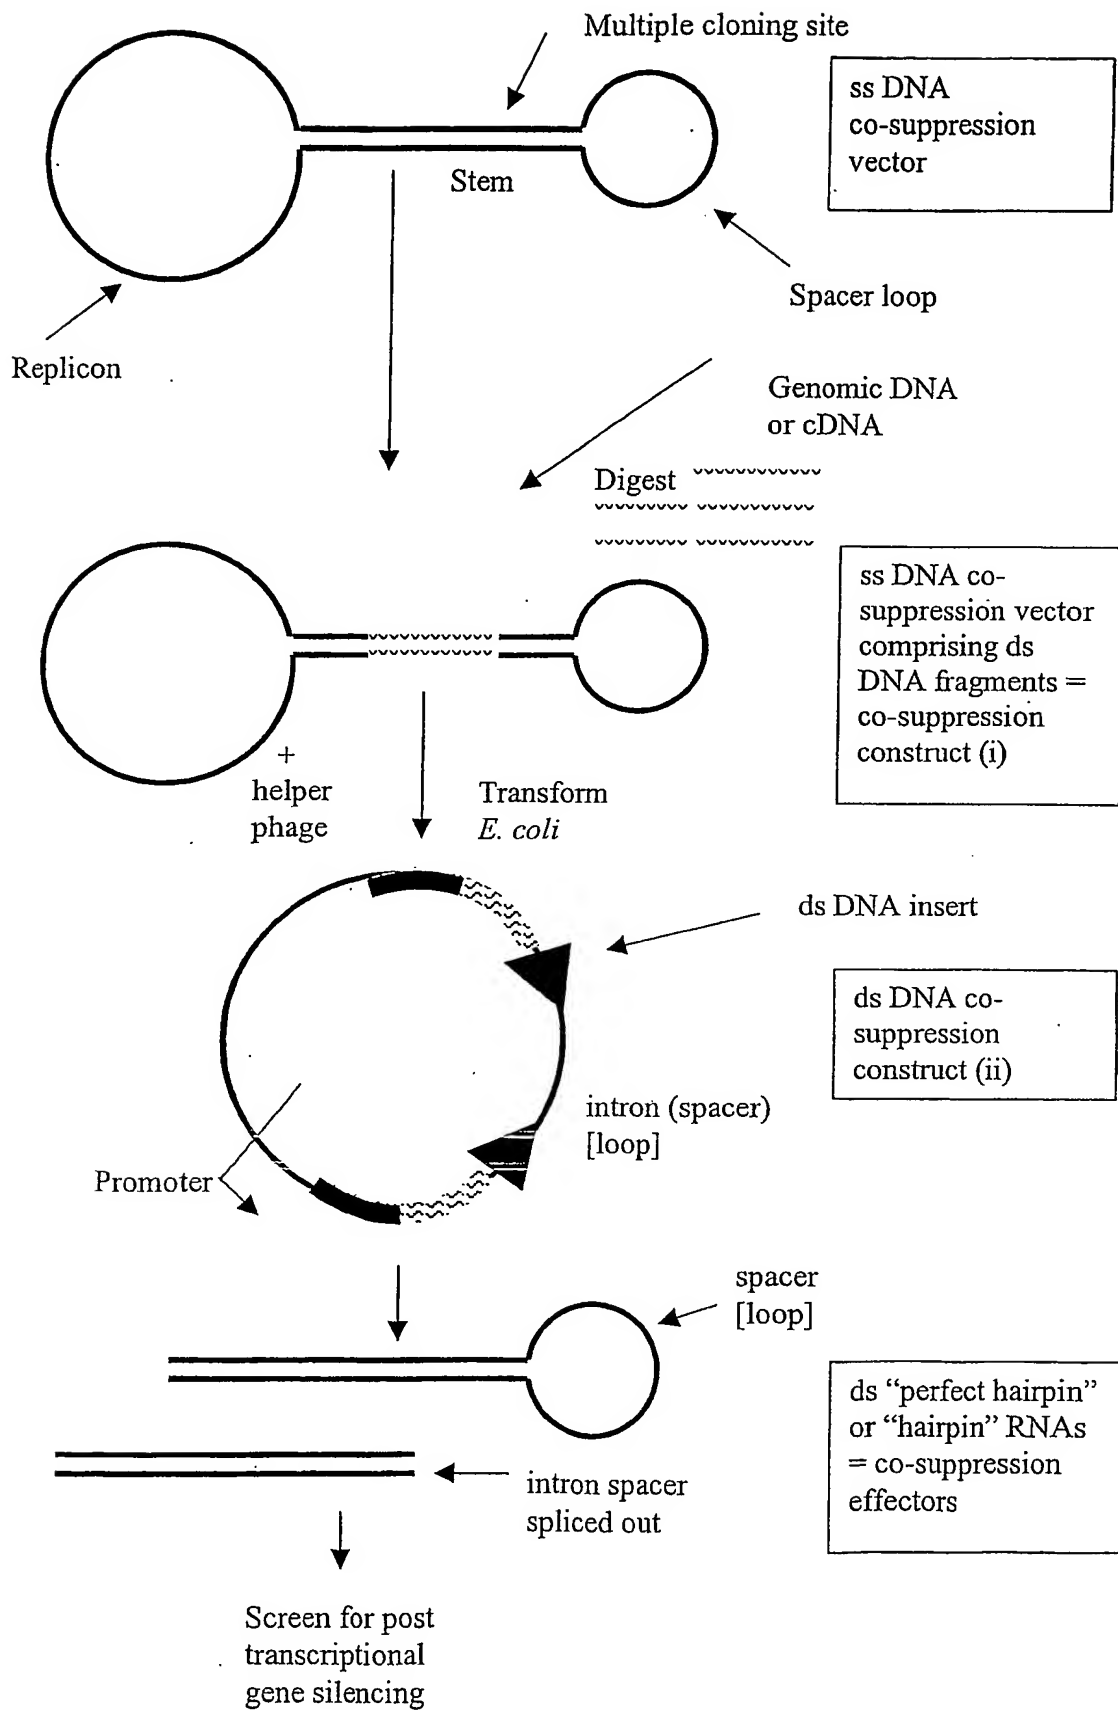 Multiple cloning site
ss DNA
co-suppression
vector
Stem
Spacer loop
Replicon
Genomic DNA
or cDNA
Digest
ss DNA co-
suppression vector
comprising ds
DNA fragments =
co-suppression
construct (i)
+
helper
phage
Transform
E. coli
ds DNA insert
ds DNA co-
suppression
construct (ii)
intron (spacer)
[loop]
Promoter
spacer
[loop]
ds “perfect hairpin”
or “hairpin” RNAs
= co-suppression
effectors
intron spacer
spliced out
Screen for post
transcriptional
gene silencing